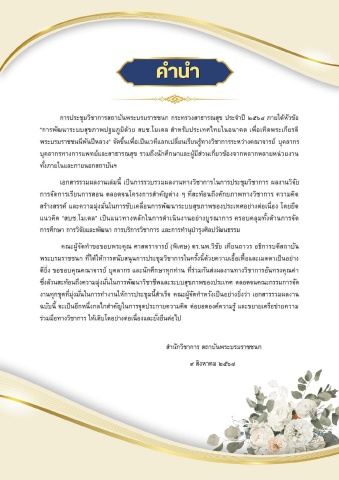 คำนำ
การประชุมวิชาการสถาบันพระบรมราชชนก กระทรวงสาธารณสุข ประจำปี ๒๕๖๗ ภายใต้หัวข้อ
"การพัฒนาระบบสุขภาพปฐมภูมิด้วย สบช.โมเดล สำหรับประเทศไทยในอนาคต เพื่อเทิดพระเกียรติ
พระบรมราชชนนีพันปีหลวง" จัดขึ้นเพื่อเป็นเวทีแลกเปลี่ยนเรียนรู้ทางวิชาการระหว่างคณาจารย์ บุคลากร
บุคลากรทางการแพทย์และสาธารณสุข รวมถึงนักศึกษาและผู้มีส่วนเกี่ยวข้องจากหลากหลายหน่วยงาน
ทั้งภายในและภายนอกสถาบันฯ
เอกสารรวมผลงานเล่มนี้ เป็นการรวบรวมผลงานทางวิชาการในการประชุมวิชาการ ผลงานวิจัย
การจัดการเรียนการสอน ตลอดจนโครงการสำคัญต่าง ๆ ที่สะท้อนถึงศักยภาพทางวิชาการ ความคิด
สร้างสรรค์ และความมุ่งมั่นในการขับเคลื่อนการพัฒนาระบบสุขภาพของประเทศอย่างต่อเนื่อง โดยยึด
แนวคิด "สบช.โมเดล" เป็นแนวทางหลักในการดำเนินงานอย่างบูรณาการ ครอบคลุมทั้งด้านการจัด
การศึกษา การวิจัยและพัฒนา การบริการวิชาการ และการทำนุบำรุงศิลปวัฒนธรรม
คณะผู้จัดทำขอขอบพระคุณ ศาสตราจารย์ (พิเศษ) ดร.นพ.วิชัย เทียนถาวร อธิการบดีสถาบัน
พระบรมราชชนก ที่ได้ให้การสนับสนุนการประชุมวิชาการในครั้งนี้ด้วยความเอื้อเฟื้อและเมตตาเป็นอย่าง
ดียิ่ง ขอขอบคุณคณาจารย์ บุคลากร และนักศึกษาทุกท่าน ที่ร่วมกันส่งผลงานทางวิชาการอันทรงคุณค่า
ซึ่งล้วนสะท้อนถึงความมุ่งมั่นในการพัฒนาวิชาชีพและระบบสุขภาพของประเทศ ตลอดจนคณะกรรมการจัด
งานทุกชุดที่มุ่งมั่นในการทำงานให้การประชุมนี้สำเร็จ คณะผู้จัดทำหวังเป็นอย่างยิ่งว่า เอกสารรวมผลงาน
ฉบับนี้ จะเป็นอีกหนึ่งกลไกสำคัญในการจุดประกายความคิด ต่อยอดองค์ความรู้ และขยายเครือข่ายความ
ร่วมมือทางวิชาการ ให้เติบโตอย่างต่อเนื่องและยั่งยืนต่อไป
สำนักวิชาการ สถาบันพระบรมราชชนก
๙ สิงหาคม ๒๕๖๗